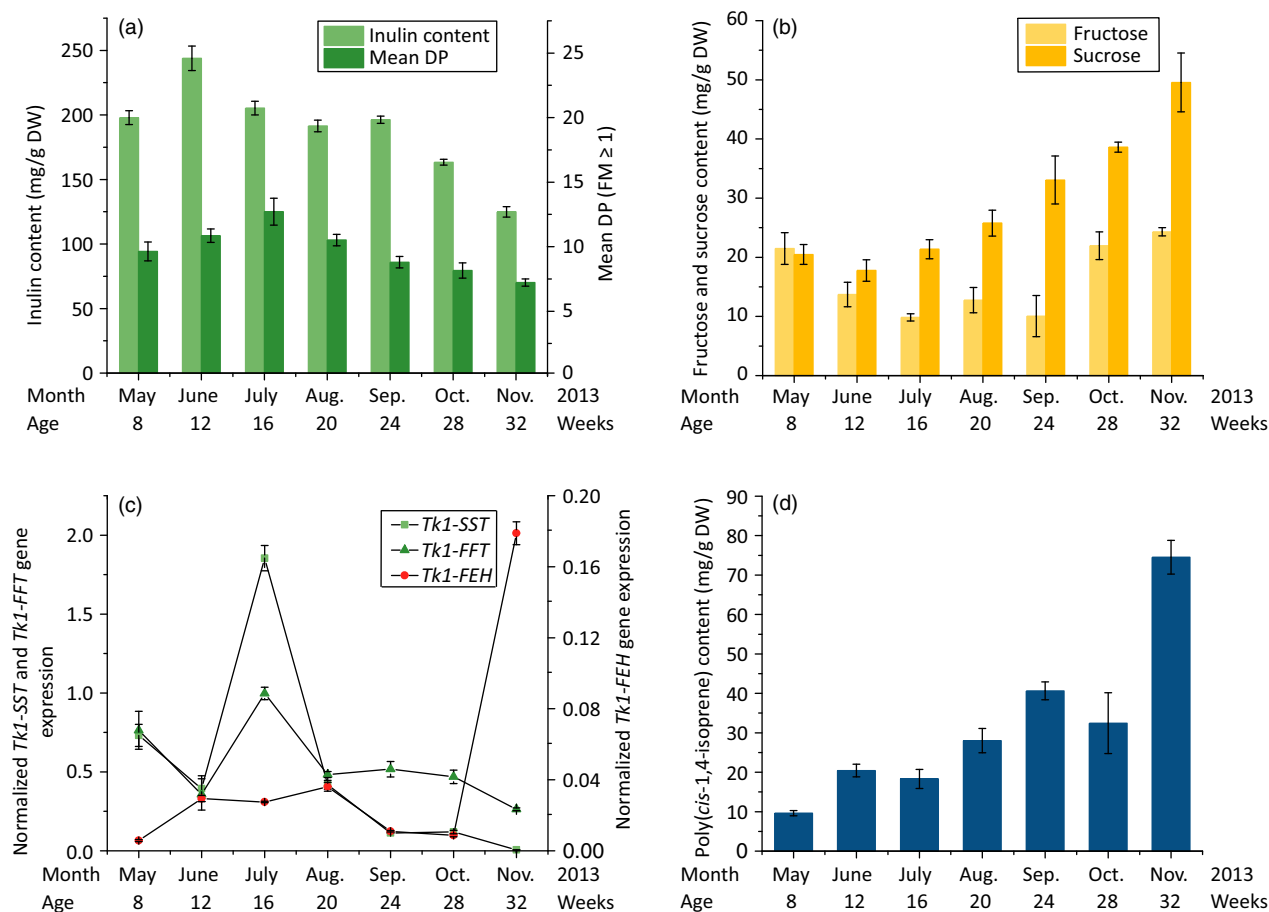 (a)
Inulin content
Mean DP
Inulin content (mg/g DW)
250
200
150
100
50
0
Mean DP (FM ≥ 1)
25
20
15
10
5
0
Month May June July Aug. Sep. Oct. Nov. 2013
Age 8 12 16 20 24 28 32 Weeks
(b)
Fructose
Sucrose
Fructose and sucrose content (mg/g DW)
60
50
40
30
20
10
0
Month May June July Aug. Sep. Oct. Nov. 2013
Age 8 12 16 20 24 28 32 Weeks
(c)
Tk1-SST
Tk1-FFT
Tk1-FEH
Normalized Tk1-SST and Tk1-FFT gene
expression
2.0
1.5
1.0
0.5
0.0
Normalized Tk1-FEH gene expression
0.20
0.16
0.12
0.08
0.04
0.00
Month May June July Aug. Sep. Oct. Nov. 2013
Age 8 12 16 20 24 28 32 Weeks
(d)
Poly(cis-1,4-isoprene) content (mg/g DW)
90
80
70
60
50
40
30
20
10
0
Month May June July Aug. Sep. Oct. Nov. 2013
Age 8 12 16 20 24 28 32 Weeks